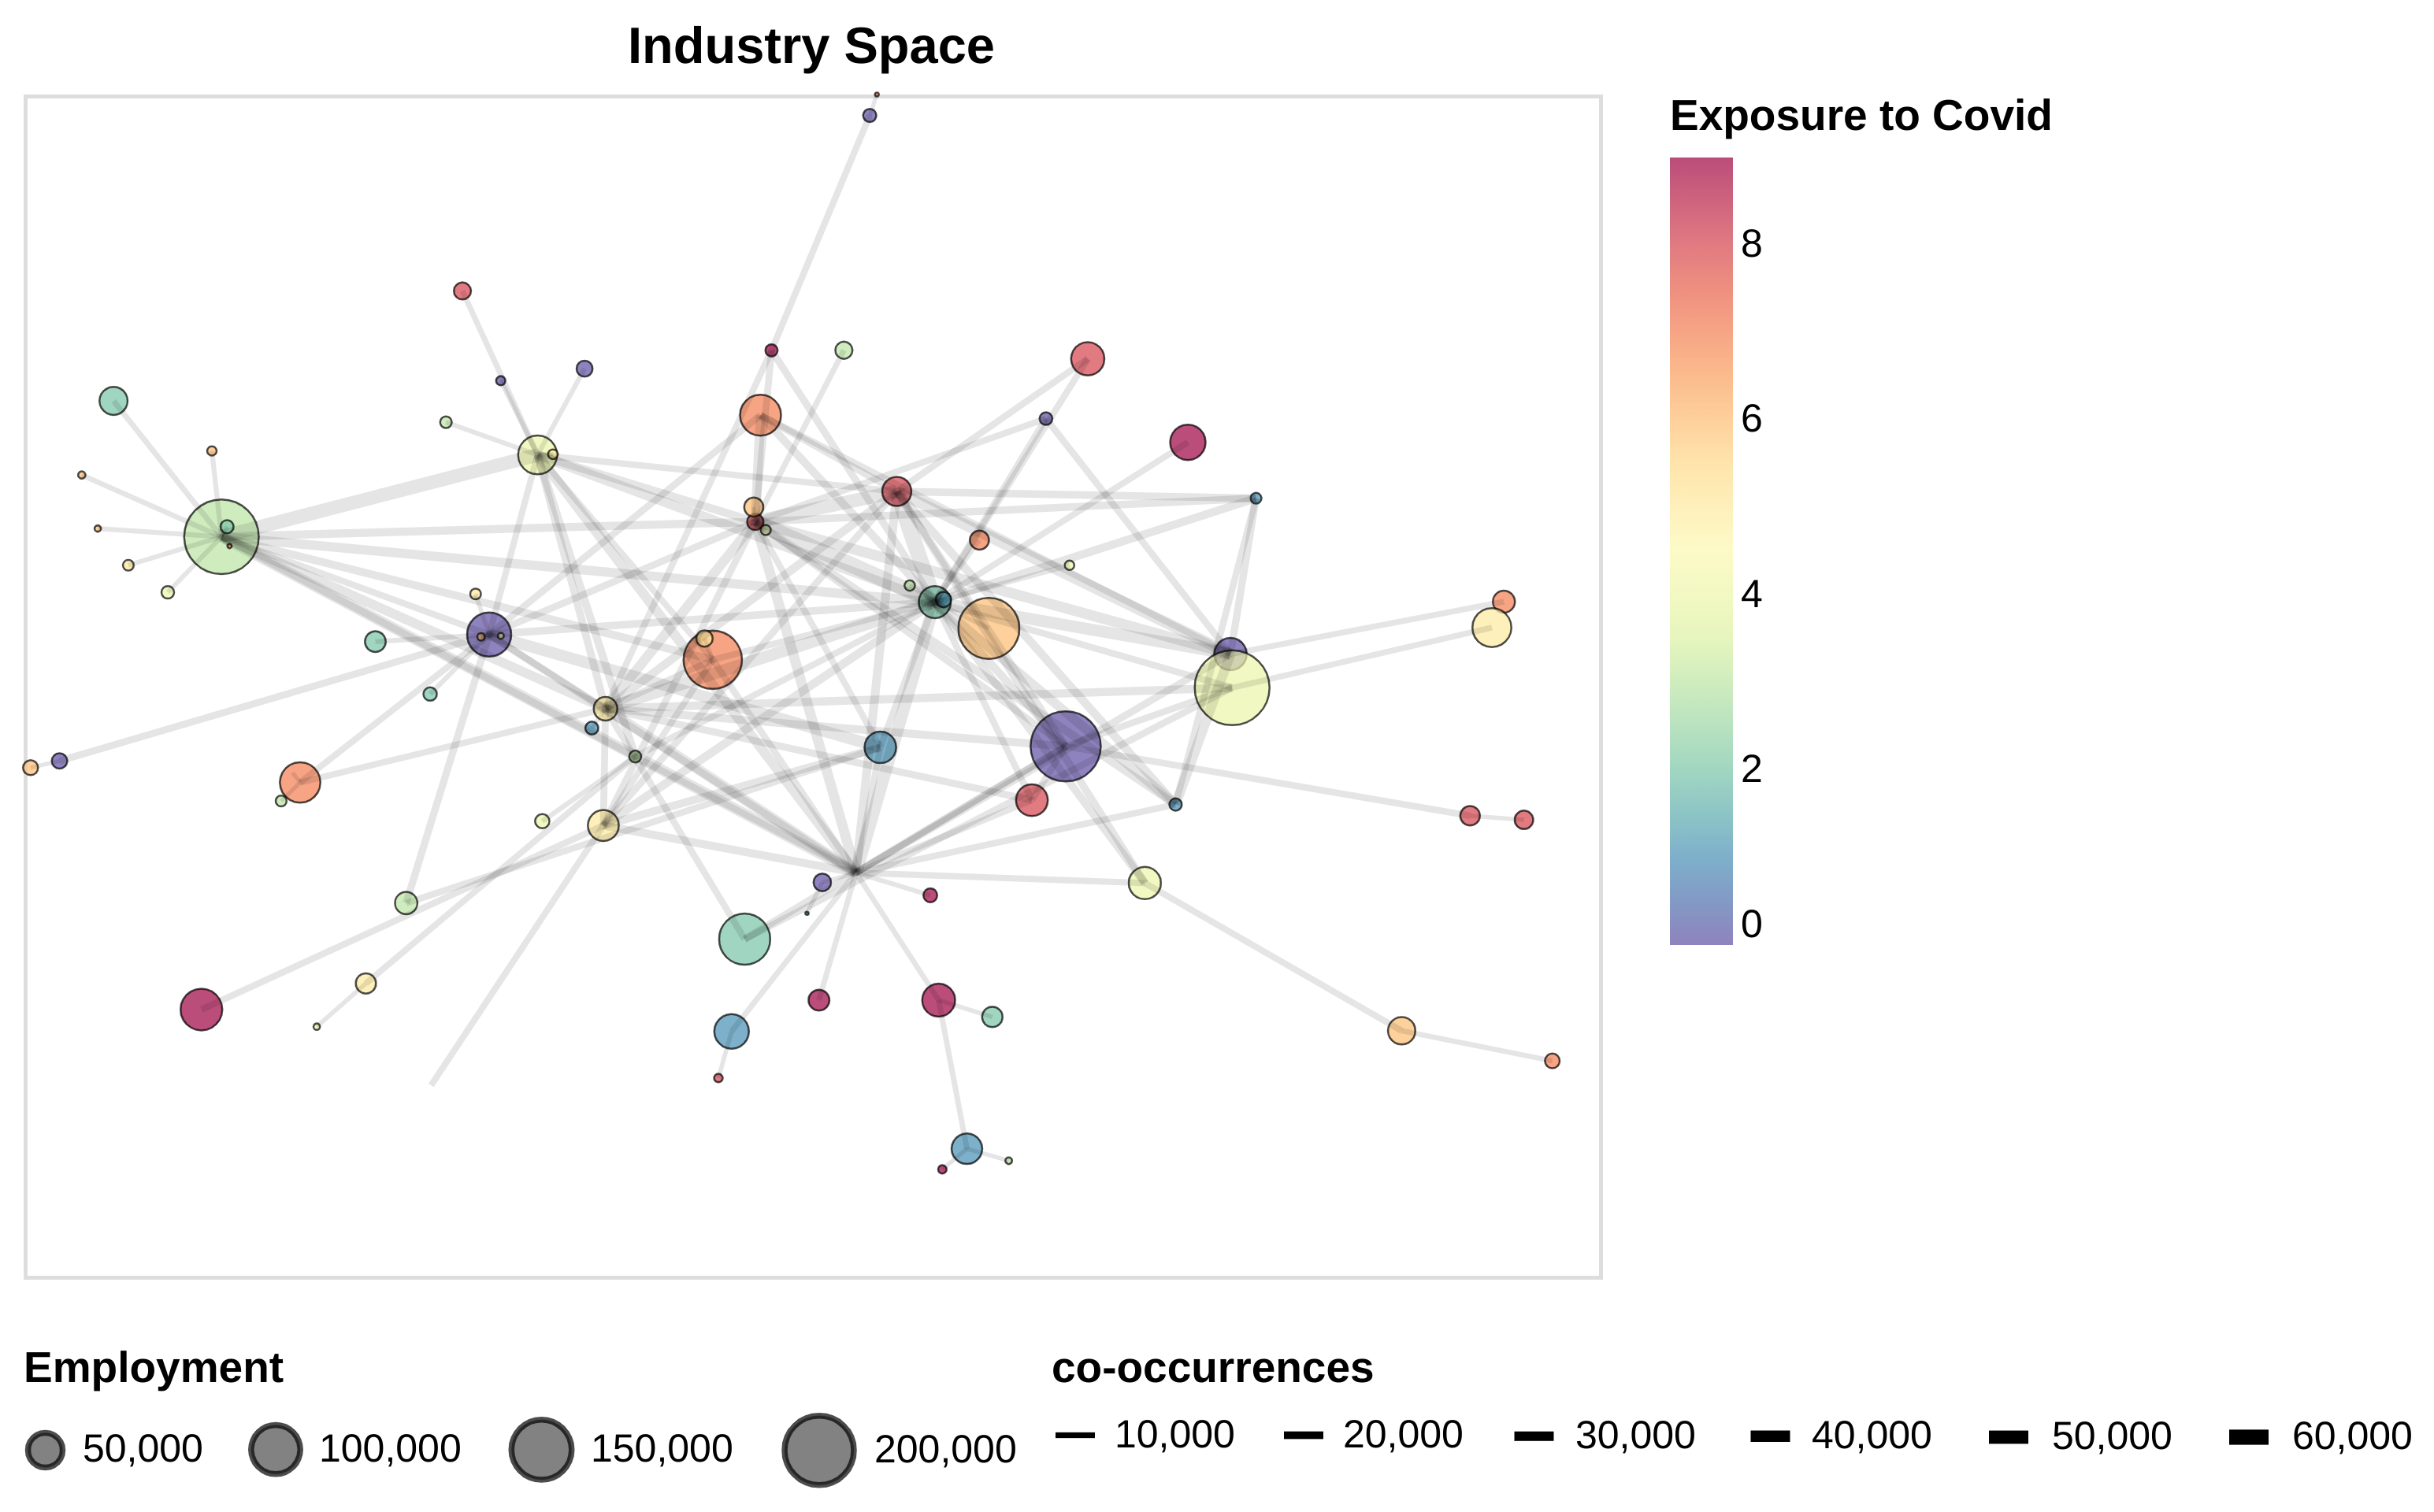 Industry Space
Exposure to Covid
8
6
4
2
0
Employment
50,000 100,000 150,000 200,000
co-occurrences
10,000 20,000 30,000 40,000 50,000 60,000